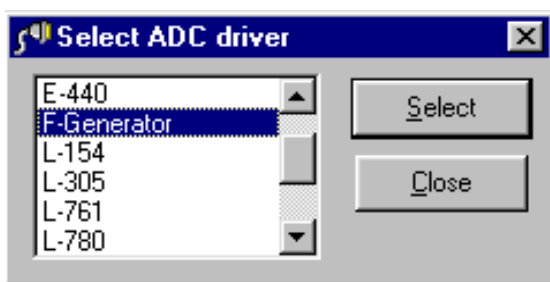 Select ADC driver
E-440
F-Generator
L-154
L-305
L-761
L-780
Select
Close